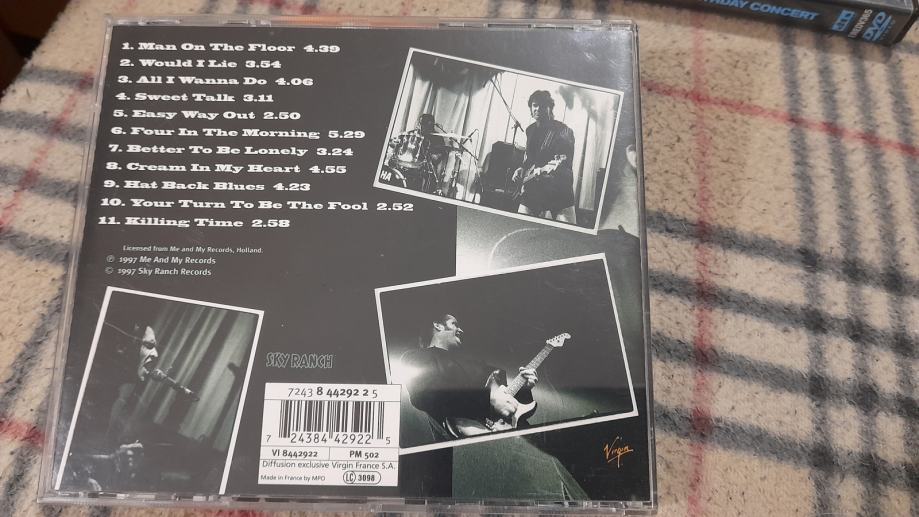 THDAY CONCERT
DVD
1. Man On The Floor 4.39
2. Would I Lie 3.54
3. All I Wanna Do 4.06
4. Sweet Talk 3.11
5. Easy Way Out 2.50
6. Four In The Morning 5.29
7. Better To Be Lonely 3.24
8. Cream In My Heart 4.55
9. Hat Back Blues 4.23
10. Your Turn To Be The Fool 2.52
11. Killing Time 2.58
HA
Licensed from Me and My Records, Holland.
℗ 1997 Me And My Records
© 1997 Sky Ranch Records
SKY RANCH
7243 8 44292 2 5
7 24384 42922 5
VI 8442922 PM 502
Diffusion exclusive Virgin France S.A.
Made in France by MPO LC 3098
Virgin